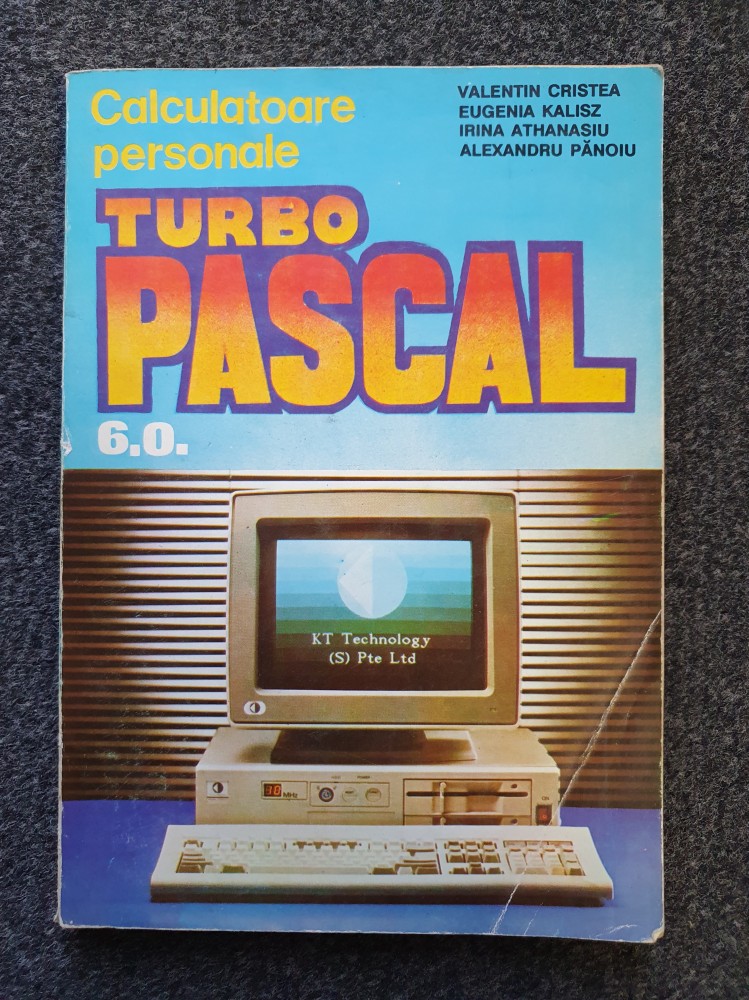 Calculatoare
personale
VALENTIN CRISTEA
EUGENIA KALISZ
IRINA ATHANASIU
ALEXANDRU PĂNOIU
TURBO
PASCAL
6.0.
KT Technology
(S) Pte Ltd
10 MHz